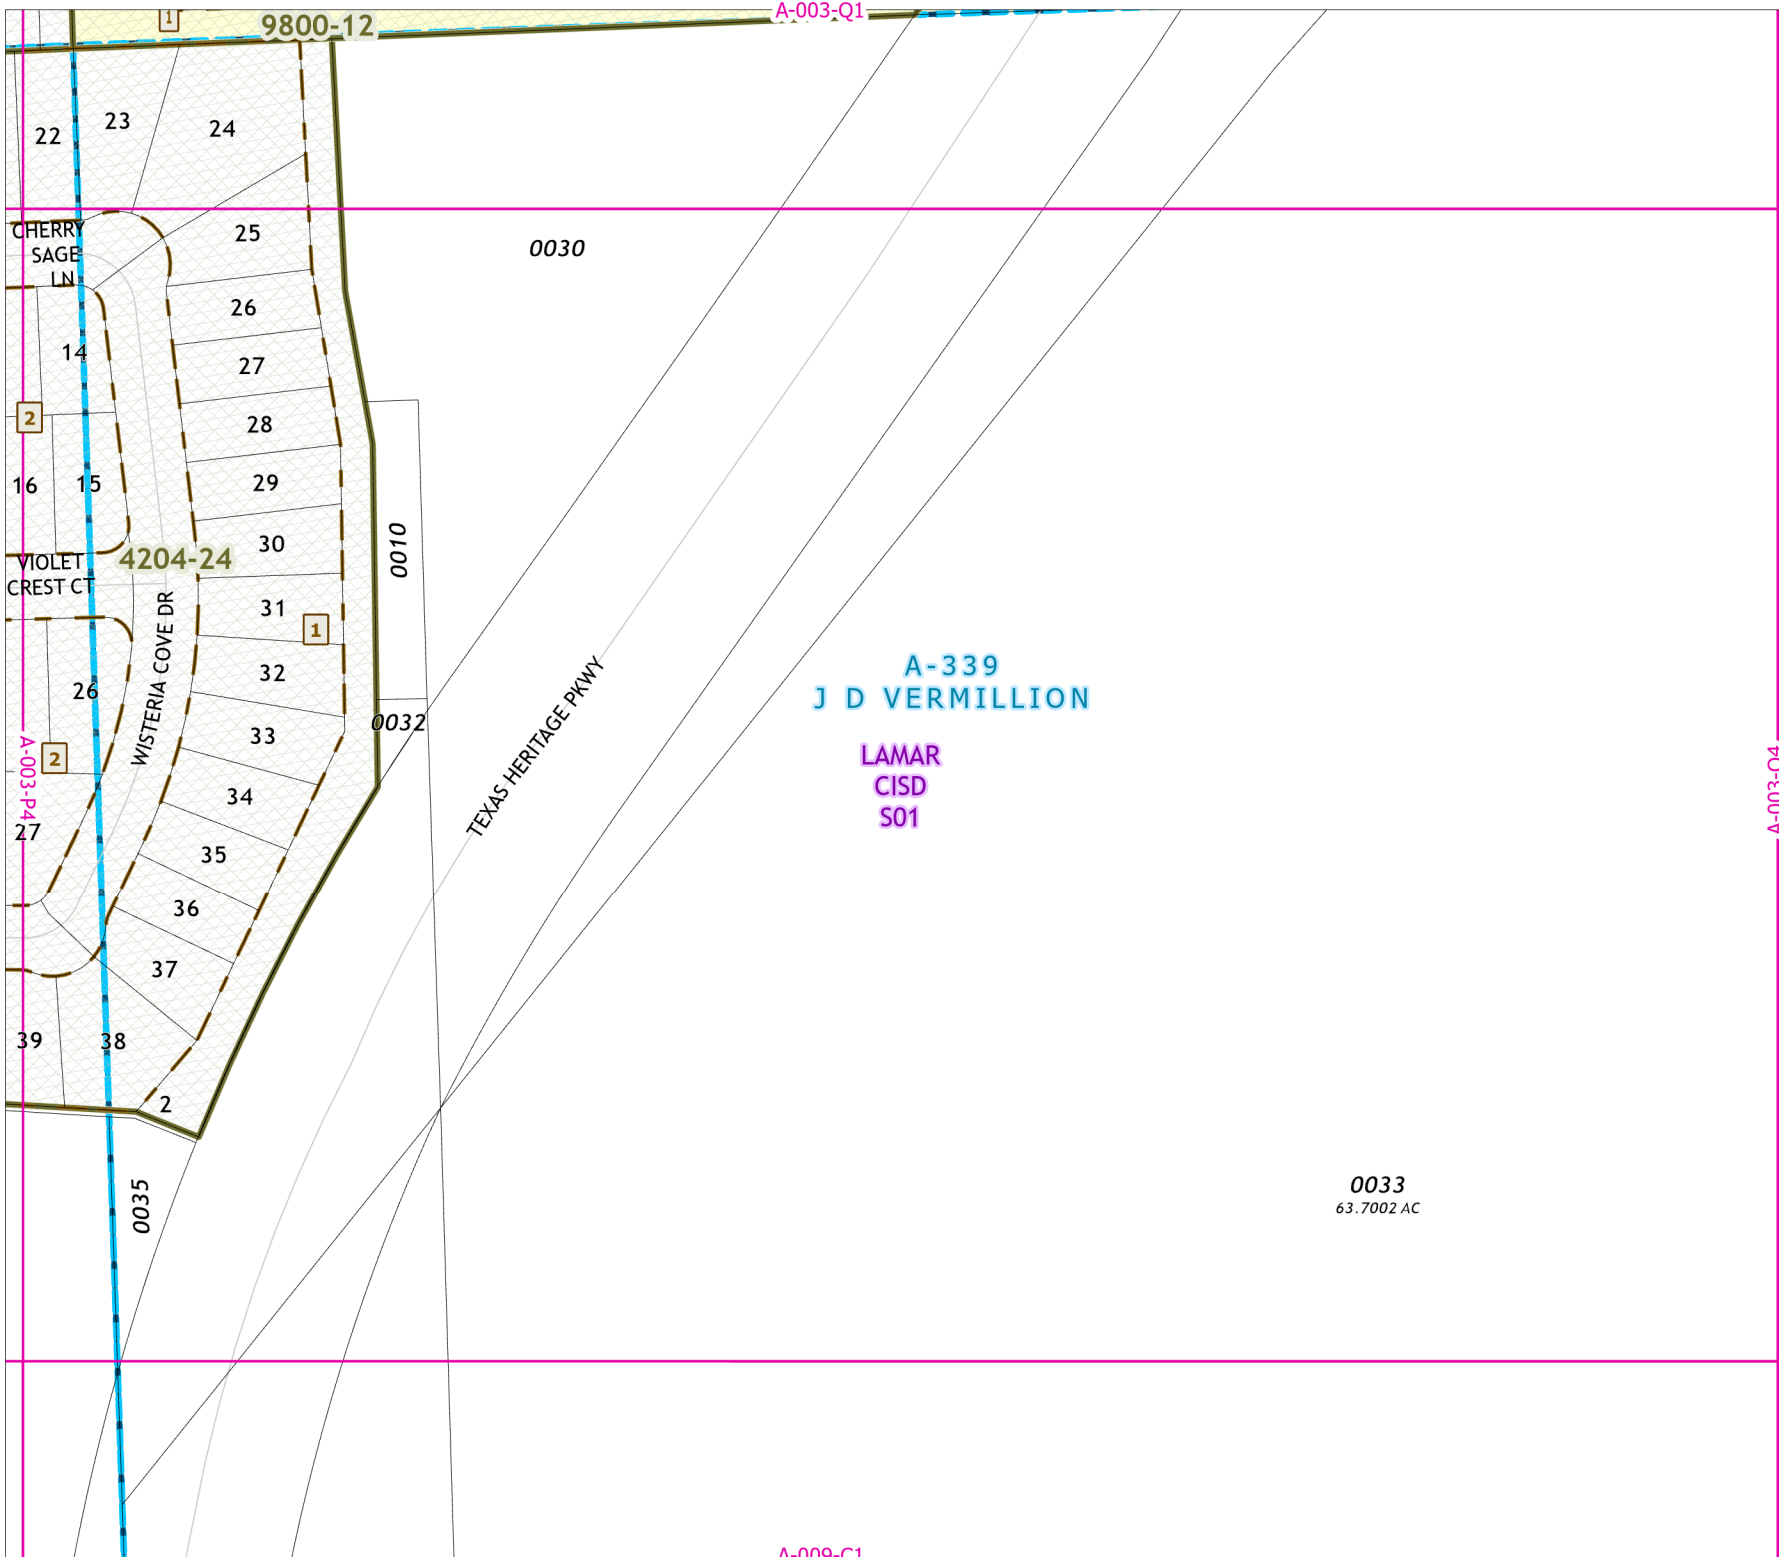 A-003-Q1
1
9800-12
22
23
24
CHERRY
SAGE
LN
25
0030
26
14
27
2
28
16
15
29
0010
30
VIOLET
CREST CT
4204-24
31
1
WISTERIA COVE DR
32
26
0032
33
2
A-003-P4
34
27
35
36
37
39
38
2
0035
TEXAS HERITAGE PKWY
A-339
J D VERMILLION
LAMAR
CISD
S01
A-003-Q4
0033
63.7002 AC
A-009-C1